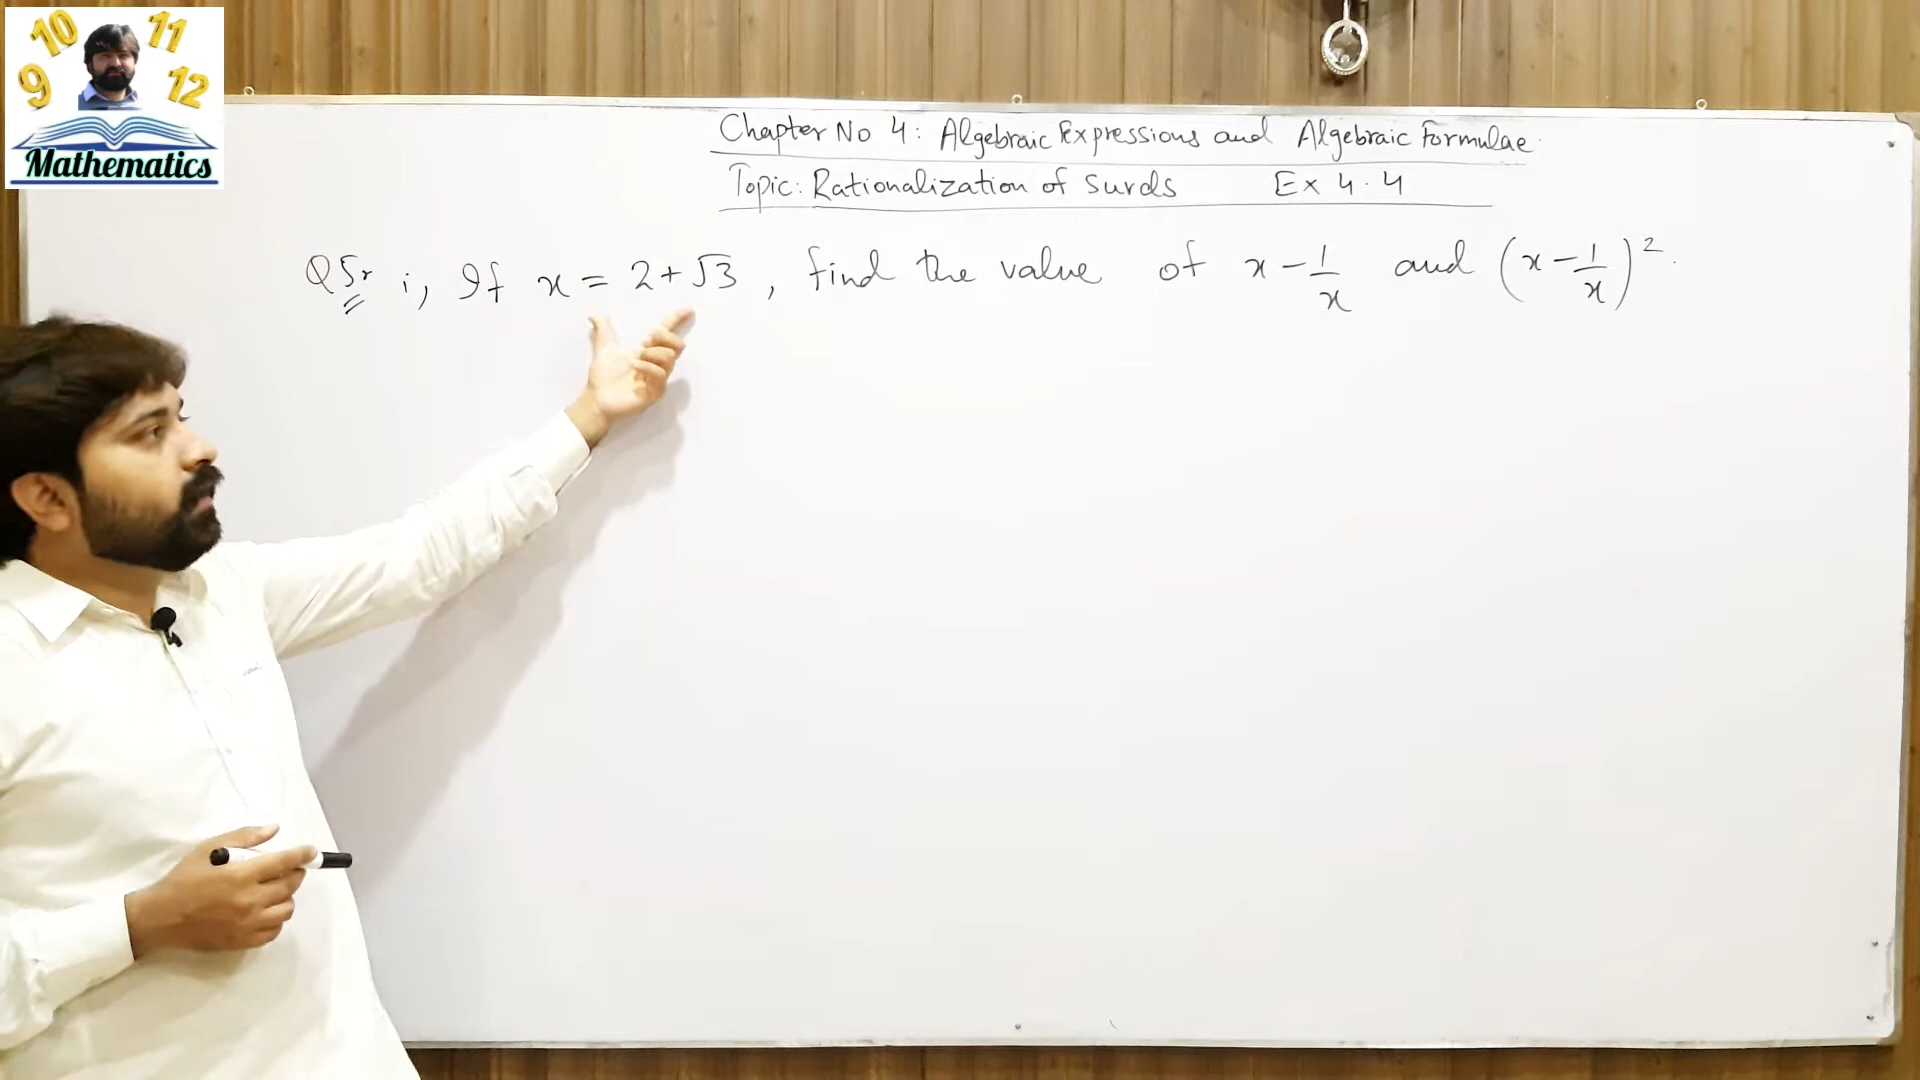 10 11
9 12
Mathematics
Chapter No 4: Algebraic Expressions and Algebraic Formulae.
Topic: Rationalization of Surds Ex 4.4
Q5, i, If x = 2+√3, find the value of x - 1/x and (x - 1/x)².